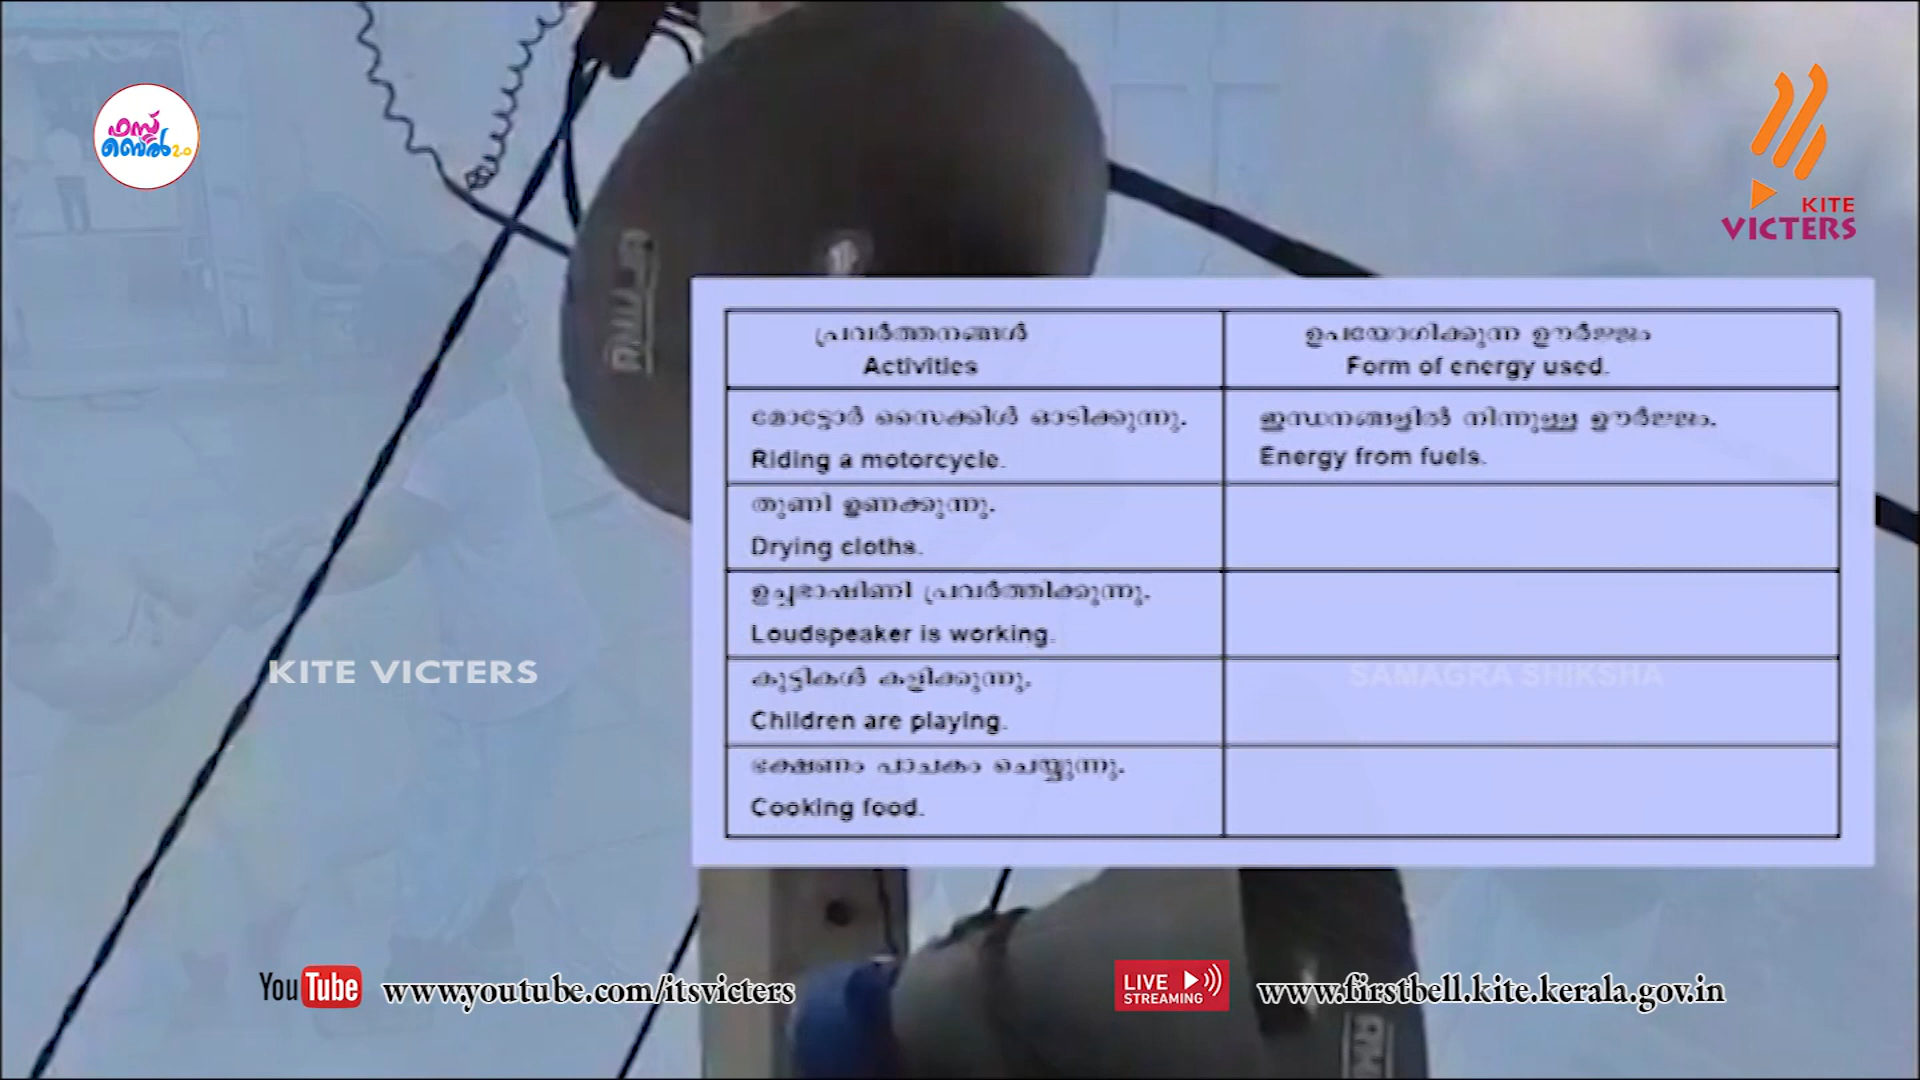 ഫസ്റ്റ്
ബെൽ 2.0
KITE
VICTERS
പ്രവർത്തനങ്ങൾ
Activities
ഉപയോഗിക്കുന്ന ഊർജ്ജം
Form of energy used.
മോട്ടോർ സൈക്കിൾ ഓടിക്കുന്നു.
Riding a motorcycle.
ഇന്ധനങ്ങളിൽ നിന്നുള്ള ഊർജ്ജം.
Energy from fuels.
തുണി ഉണക്കുന്നു.
Drying cloths.
ഉച്ചഭാഷിണി പ്രവർത്തിക്കുന്നു.
Loudspeaker is working.
കുട്ടികൾ കളിക്കുന്നു.
Children are playing.
ഭക്ഷണം പാചകം ചെയ്യുന്നു.
Cooking food.
KITE VICTERS
SAMAGRA SHIKSHA
YouTube www.youtube.com/itsvicters
LIVE
STREAMING
www.firstbell.kite.kerala.gov.in